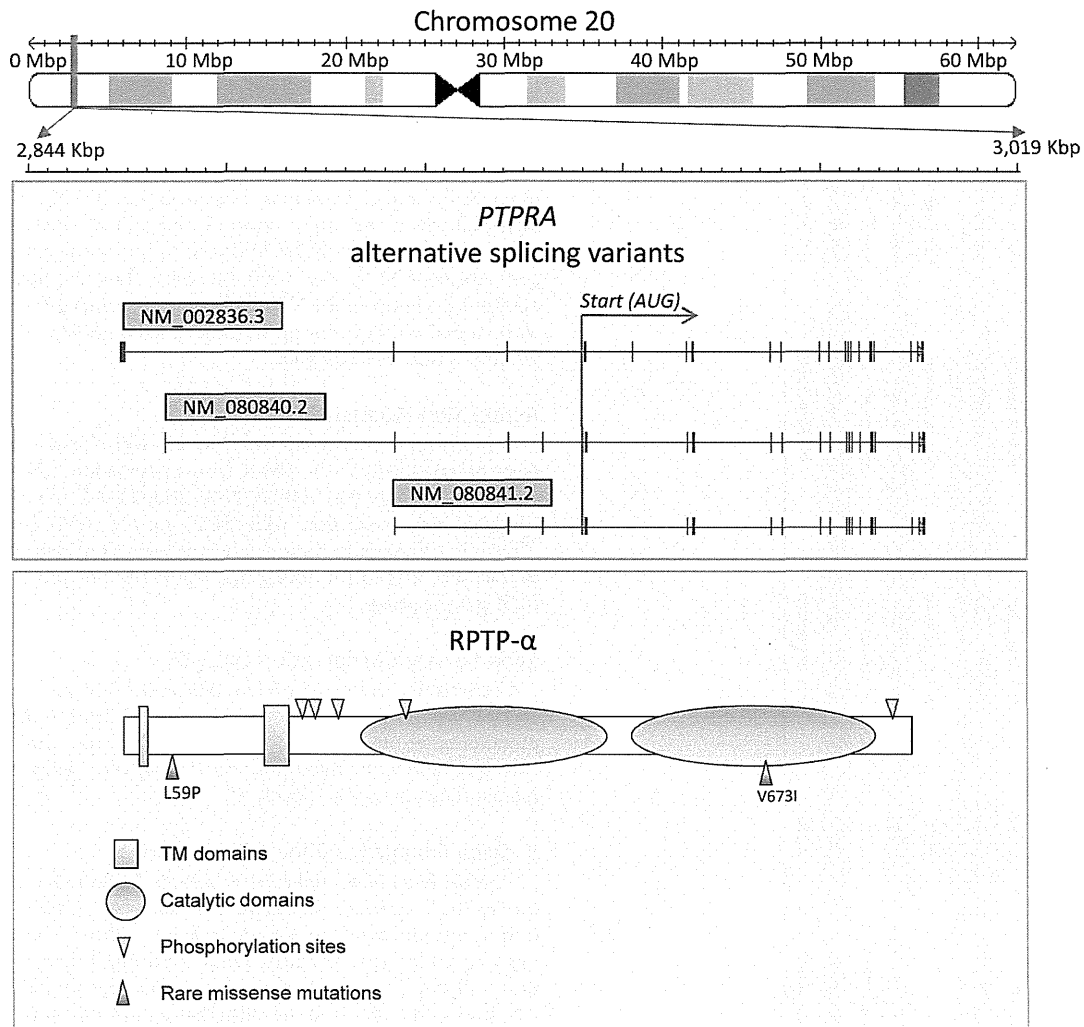 Chromosome 20
0 Mbp 10 Mbp 20 Mbp 30 Mbp 40 Mbp 50 Mbp 60 Mbp
2,844 Kbp 3,019 Kbp
PTPRA
alternative splicing variants
Start (AUG)
NM_002836.3
NM_080840.2
NM_080841.2
RPTP-α
L59P
V673I
TM domains
Catalytic domains
Phosphorylation sites
Rare missense mutations